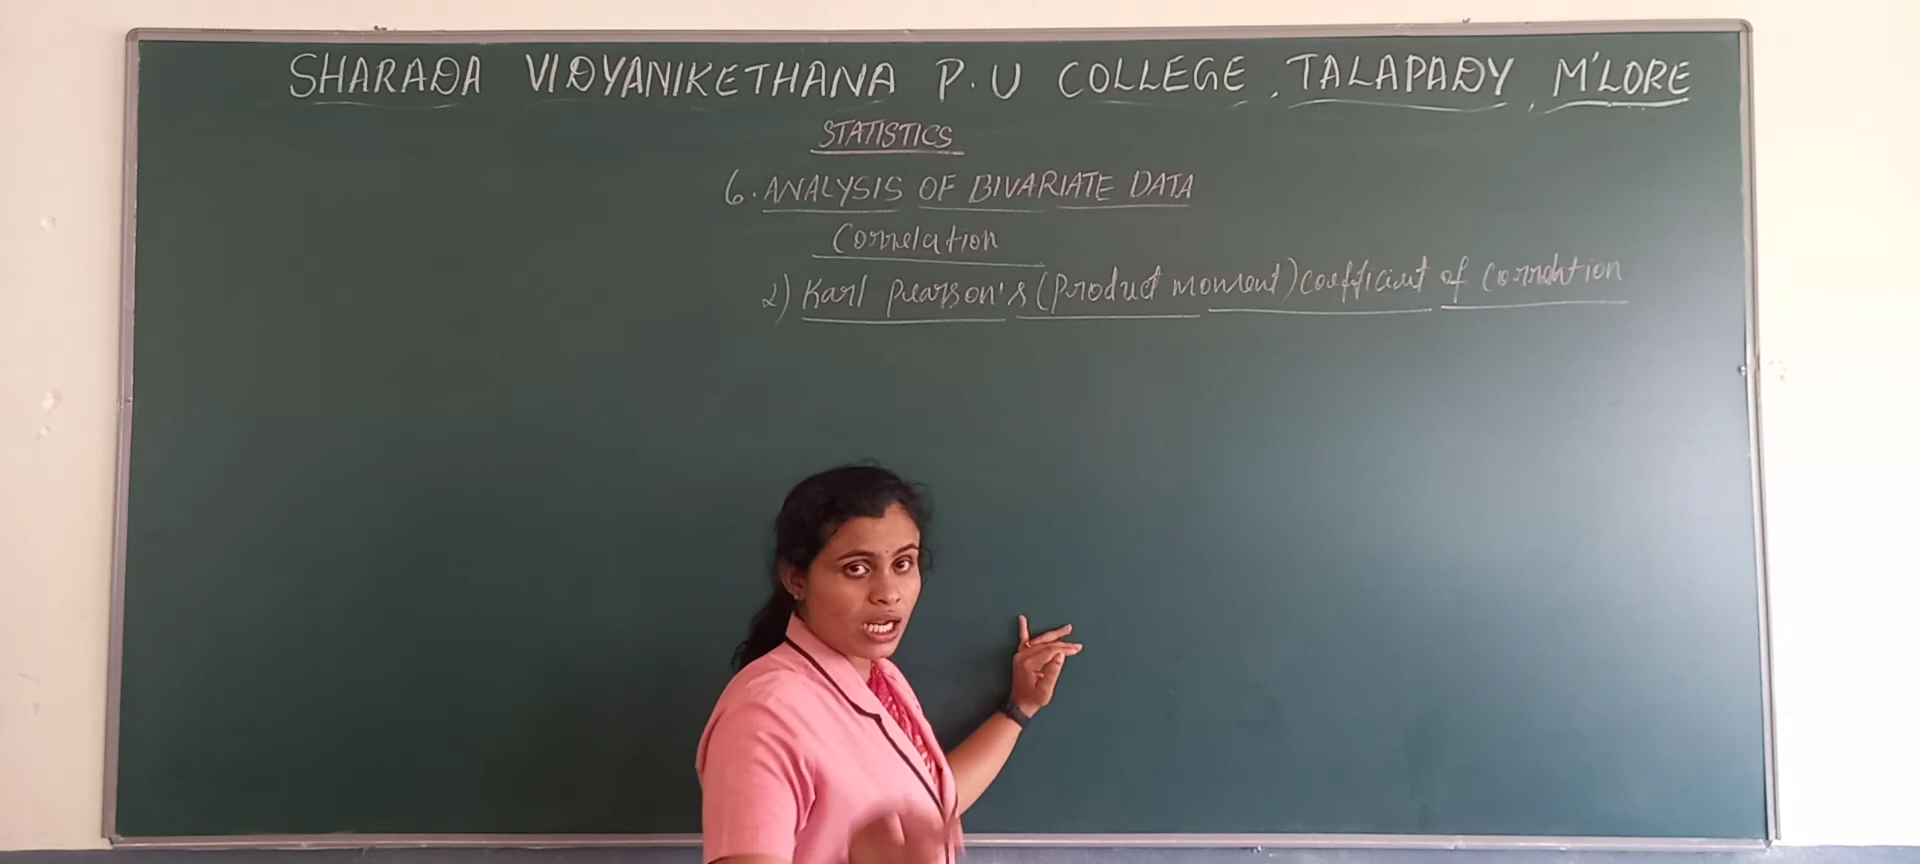 SHARADA VIDYANIKETHANA P.U COLLEGE, TALAPADY, M'LORE
STATISTICS
6. ANALYSIS OF BIVARIATE DATA
Correlation
2) Karl pearson's (product moment) coefficient of correlation